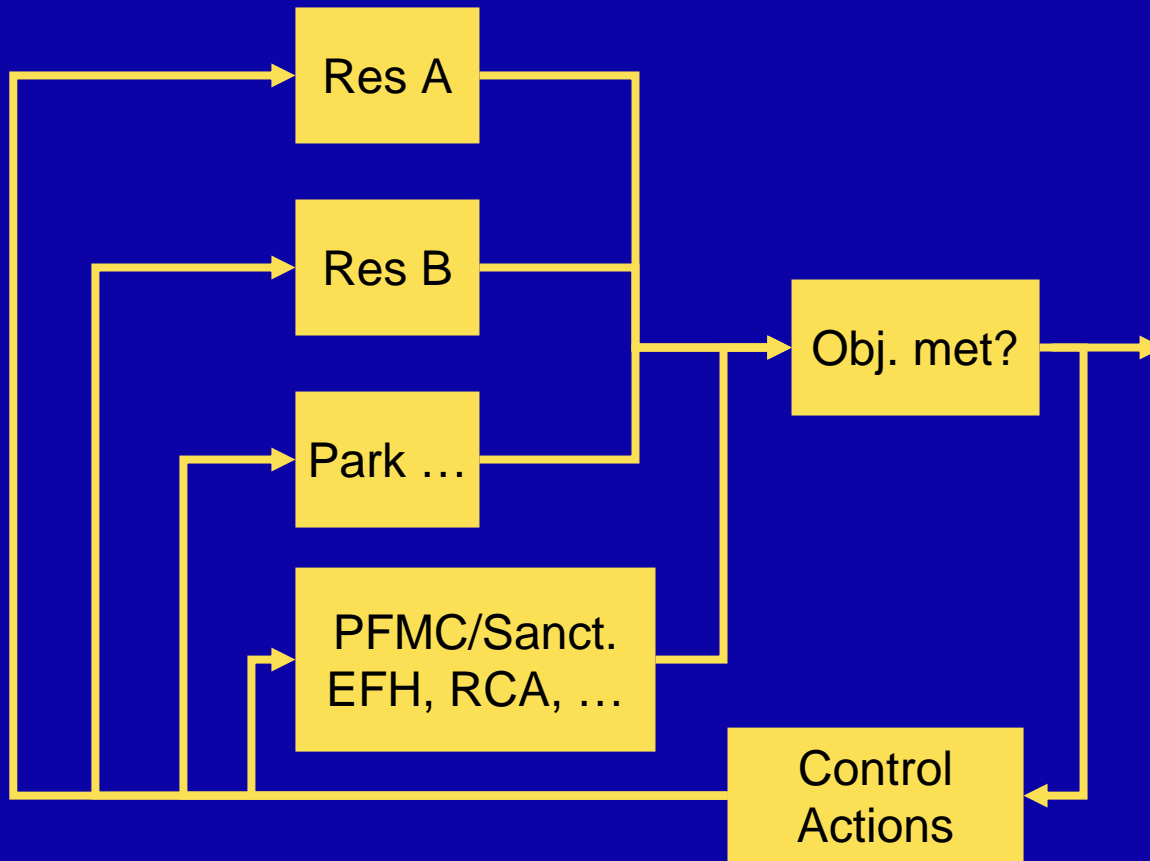 Res A
Res B
Obj. met?
Park …
PFMC/Sanct.
EFH, RCA, …
Control
Actions